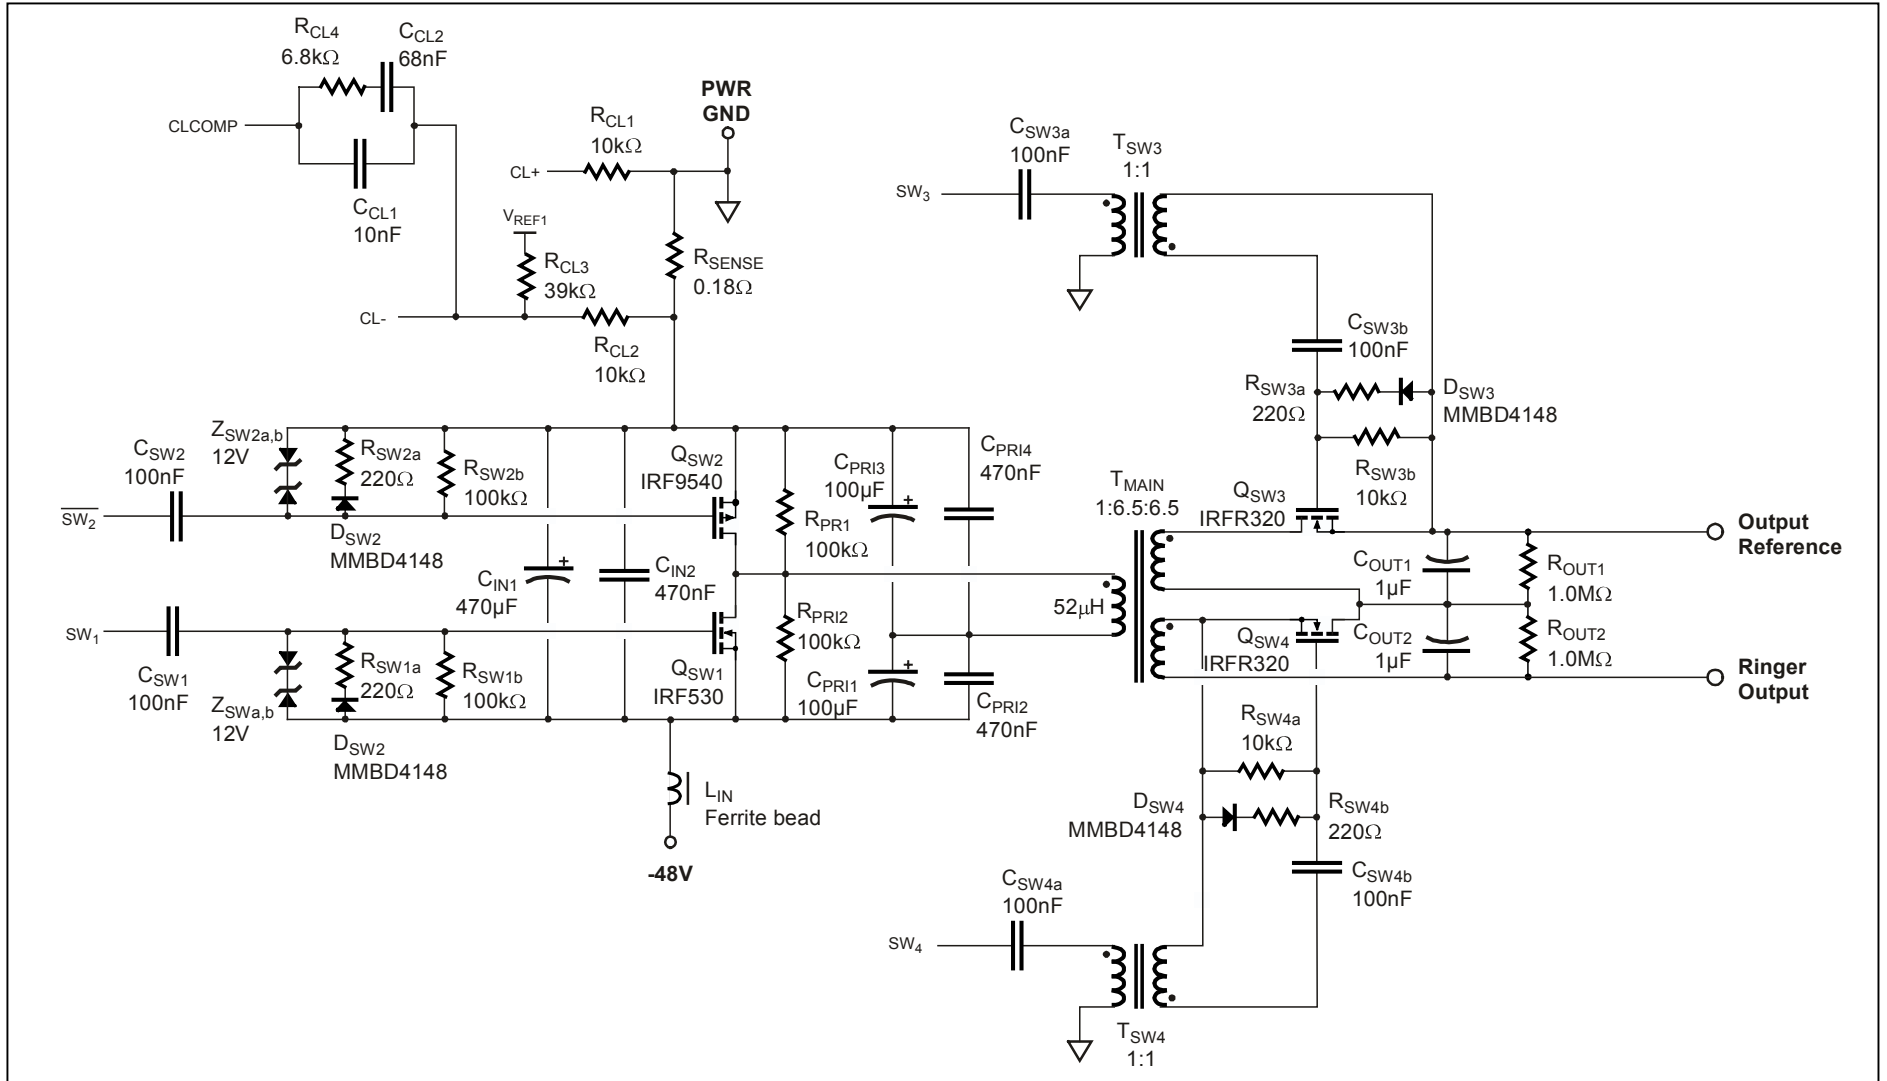 RCL4
6.8kΩ
CCL2
68nF
CLCOMP
CCL1
10nF
PWR
GND
RCL1
10kΩ
CL+
VREF1
RCL3
39kΩ
RSENSE
0.18Ω
CL-
RCL2
10kΩ
CSW3a
100nF
TSW3
1:1
SW3
CSW3b
100nF
RSW3a
220Ω
DSW3
MMBD4148
RSW3b
10kΩ
ZSW2a,b
12V
CSW2
100nF
RSW2a
220Ω
RSW2b
100kΩ
QSW2
IRF9540
CPRI3
100µF
+
CPRI4
470nF
SW2
DSW2
MMBD4148
RPR1
100kΩ
TMAIN
1:6.5:6.5
QSW3
IRFR320
Output
Reference
CIN1
470µF
+
CIN2
470nF
COUT1
1µF
ROUT1
1.0MΩ
52µH
SW1
CSW1
100nF
ZSWa,b
12V
RSW1a
220Ω
RSW1b
100kΩ
QSW1
IRF530
RPRI2
100kΩ
CPRI1
100µF
+
CPRI2
470nF
QSW4
IRFR320
COUT2
1µF
ROUT2
1.0MΩ
Ringer
Output
DSW2
MMBD4148
LIN
Ferrite bead
-48V
RSW4a
10kΩ
DSW4
MMBD4148
RSW4b
220Ω
CSW4b
100nF
CSW4a
100nF
SW4
TSW4
1:1